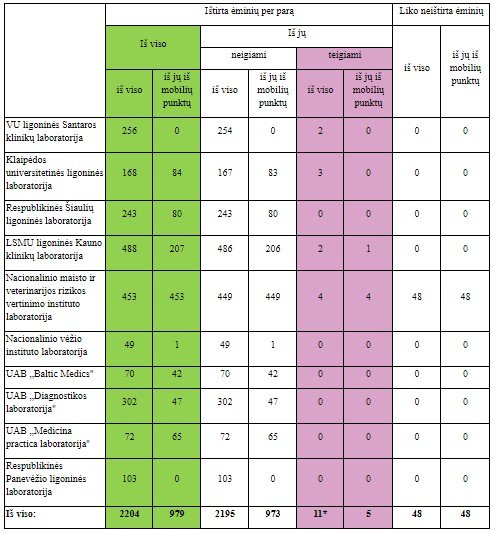 Ištirta ėminių per parą
Liko neištirta ėminių
Iš viso
Iš jų
neigiami
teigiami
iš viso
iš jų iš
mobilių
punktų
iš viso
iš jų iš
mobilių
punktų
iš viso
iš jų iš
mobilių
punktų
iš viso
iš jų iš
mobilių
punktų
VU ligoninės Santaros
klinikų laboratorija
256 0 254 0 2 0 0 0
Klaipėdos
universitetinės ligoninės
laboratorija
168 84 167 83 3 0 0 0
Respublikinės Šiaulių
ligoninės laboratorija
243 80 243 80 0 0 0 0
LSMU ligoninės Kauno
klinikų laboratorija
488 207 486 206 2 1 0 0
Nacionalinio maisto ir
veterinarijos rizikos
vertinimo instituto
laboratorija
453 453 449 449 4 4 48 48
Nacionalinio vėžio
instituto laboratorija
49 1 49 1 0 0 0 0
UAB „Baltic Medics"
70 42 70 42 0 0 0 0
UAB „Diagnostikos
laboratorija"
302 47 302 47 0 0 0 0
UAB „Medicina
practica laboratorija"
72 65 72 65 0 0 0 0
Respublikinės
Panevėžio ligoninės
laboratorija
103 0 103 0 0 0 0 0
Iš viso: 2204 979 2195 973 11* 5 48 48